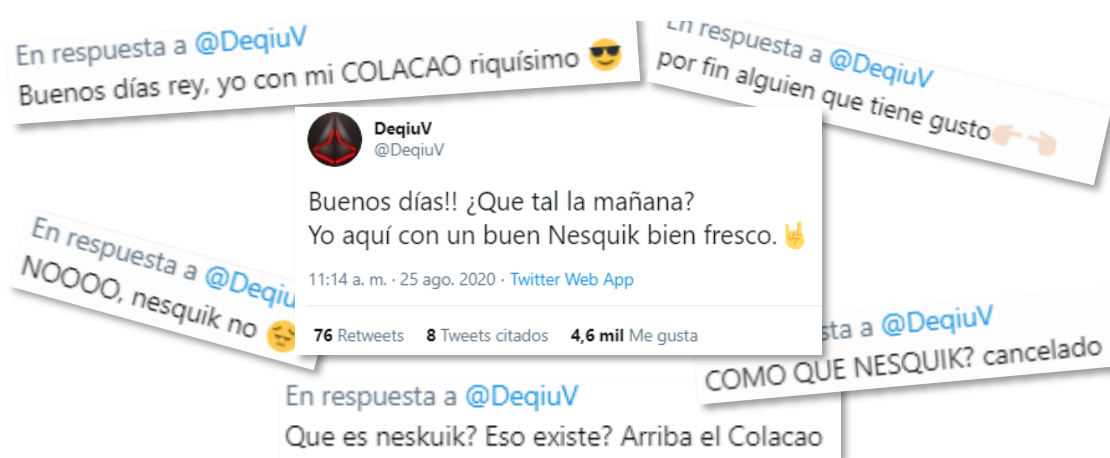 En respuesta a @DeqiuV
Buenos días rey, yo con mi COLACAO riquísimo 😎
En respuesta a @DeqiuV
por fin alguien que tiene gusto👉👈
DeqiuV
@DeqiuV
Buenos días!! ¿Que tal la mañana?
Yo aquí con un buen Nesquik bien fresco. 🤘
11:14 a. m. · 25 ago. 2020 · Twitter Web App
76 Retweets 8 Tweets citados 4,6 mil Me gusta
En respuesta a @Deqiu
NOOOO, nesquik no 😔
a @DeqiuV
COMO QUE NESQUIK? cancelado
En respuesta a @DeqiuV
Que es neskuik? Eso existe? Arriba el Colacao